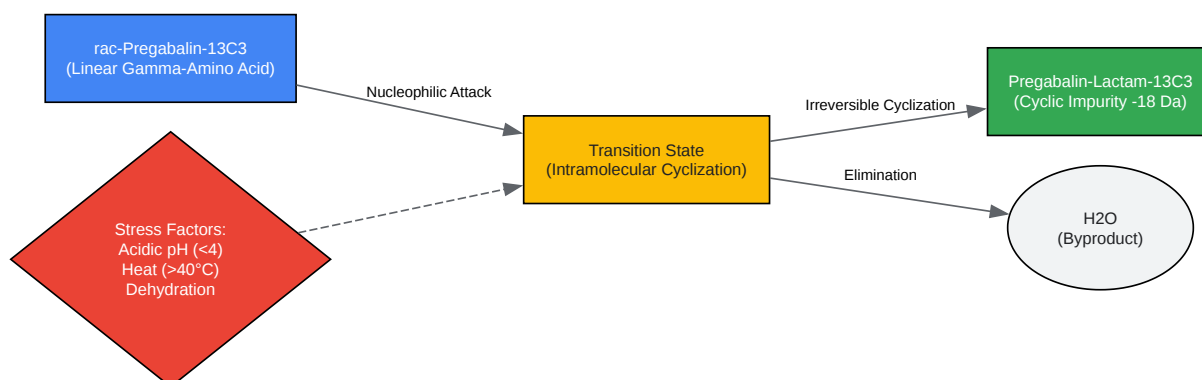 rac-Pregabalin-13C3
(Linear Gamma-Amino Acid)
Nucleophilic Attack
Stress Factors:
Acidic pH (<4)
Heat (>40°C)
Dehydration
Transition State
(Intramolecular Cyclization)
Irreversible Cyclization
Elimination
Pregabalin-Lactam-13C3
(Cyclic Impurity -18 Da)
H2O
(Byproduct)